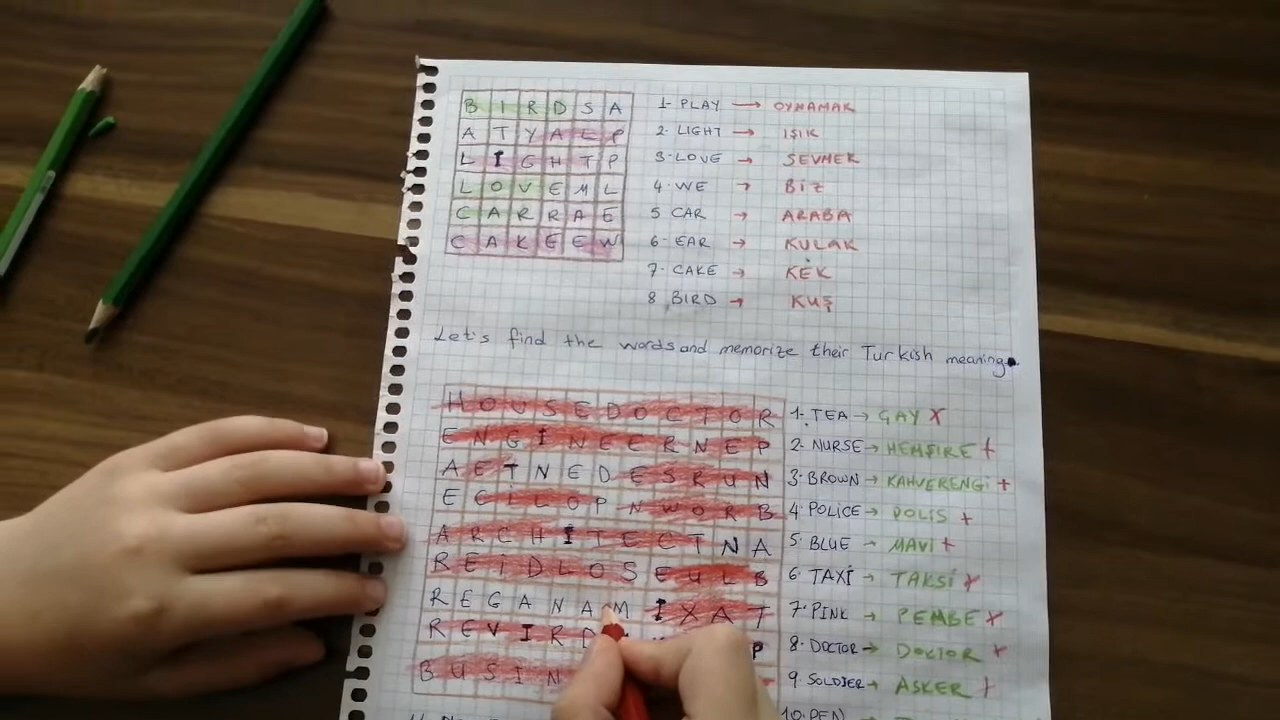 B I R D S A
A T Y A L P
L I G H T P
L O V E M L
C A R R A E
C A K E E W
1- PLAY → OYNAMAK
2. LIGHT → IŞIK
3. LOVE → SEVMEK
4. WE → BİZ
5 CAR → ARABA
6- EAR → KULAK
7. CAKE → KEK
8 BIRD → KUŞ
Let's find the words and memorize their Turkish meaning.
H O U S E D O C T O R
E N G I N E E R N E P
A E T N E D E S R U N
E C İ L O P N W O R B
A R C H I T E C T N A
R E İ D L O S E U L B
R E G A N A M I X A T
R E V I R D
B U S I N
1- TEA → ÇAY X
2- NURSE → HEMŞİRE +
3. BROWN → KAHVERENGİ +
4. POLICE → POLİS +
5. BLUE → MAVİ +
6. TAXİ → TAKSİ X
7. PINK → PEMBE X
8. DOCTOR → DOKTOR X
9. SOLDIER → ASKER +
10. PEN